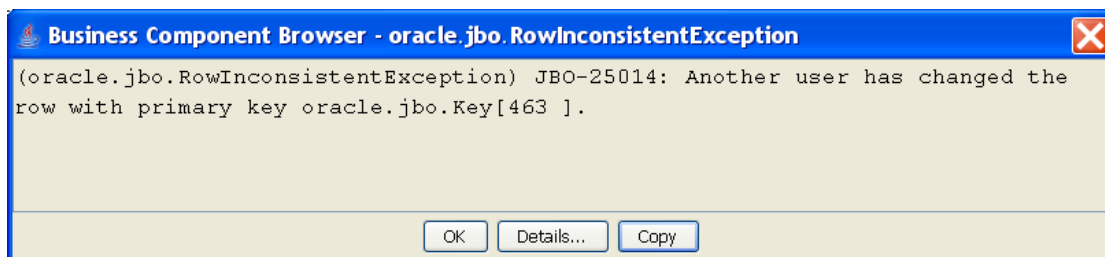 Business Component Browser - oracle.jbo.RowInconsistentException
(oracle.jbo.RowInconsistentException) JBO-25014: Another user has changed the
row with primary key oracle.jbo.Key[463 ].
OK Details... Copy